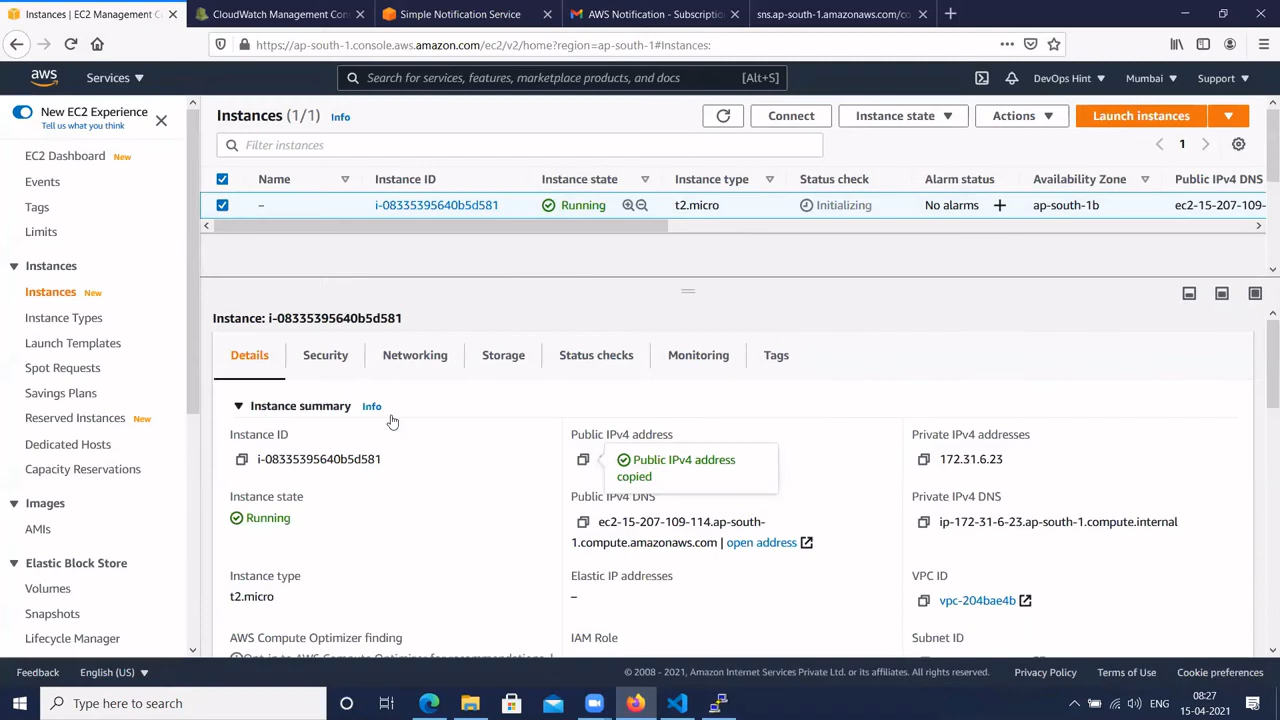 Instances | EC2 Management C
CloudWatch Management Con
Simple Notification Service
AWS Notification - Subscriptio
sns.ap-south-1.amazonaws.com/co
https://ap-south-1.console.aws.amazon.com/ec2/v2/home?region=ap-south-1#Instances:
aws
Services
Search for services, features, marketplace products, and docs
[Alt+S]
DevOps Hint
Mumbai
Support
New EC2 Experience
Tell us what you think
EC2 Dashboard New
Events
Tags
Limits
Instances
Instances New
Instance Types
Launch Templates
Spot Requests
Savings Plans
Reserved Instances New
Dedicated Hosts
Capacity Reservations
Images
AMIs
Elastic Block Store
Volumes
Snapshots
Lifecycle Manager
Instances (1/1) Info
Connect
Instance state
Actions
Launch instances
Filter instances
1
Name Instance ID Instance state Instance type Status check Alarm status Availability Zone Public IPv4 DNS
– i-08335395640b5d581 Running t2.micro Initializing No alarms + ap-south-1b ec2-15-207-109-
Instance: i-08335395640b5d581
Details Security Networking Storage Status checks Monitoring Tags
Instance summary Info
Instance ID
i-08335395640b5d581
Public IPv4 address
Public IPv4 address
copied
Private IPv4 addresses
172.31.6.23
Instance state
Running
Public IPv4 DNS
ec2-15-207-109-114.ap-south-
1.compute.amazonaws.com | open address
Private IPv4 DNS
ip-172-31-6-23.ap-south-1.compute.internal
Instance type
t2.micro
Elastic IP addresses
–
VPC ID
vpc-204bae4b
AWS Compute Optimizer finding
Opt-in to AWS Compute Optimizer for recommendations. |
IAM Role
Subnet ID
Feedback
English (US)
© 2008 - 2021, Amazon Internet Services Private Ltd. or its affiliates. All rights reserved.
Privacy Policy
Terms of Use
Cookie preferences
Type here to search
ENG
08:27
15-04-2021